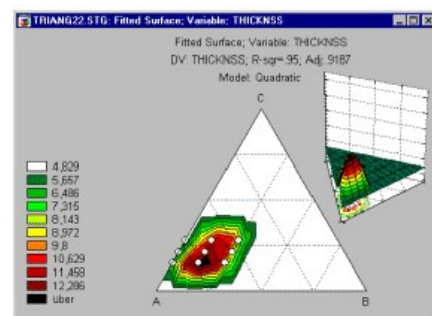 TRIANG22.STG: Fitted Surface; Variable: THICKNSS
Fitted Surface; Variable: THICKNSS
DV: THICKNSS; R-sqr=.95; Adj:.9187
Model: Quadratic
C
4,829
5,657
6,486
7,315
8,143
8,972
9,8
10,629
11,458
12,286
über
A
B